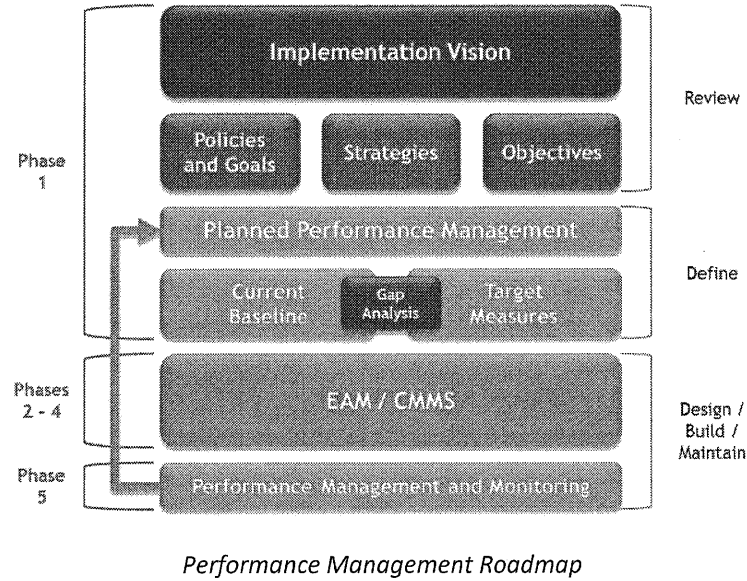 Implementation Vision
Review
Policies
and Goals
Strategies
Objectives
Phase
1
Planned Performance Management
Define
Current
Baseline
Gap
Analysis
Target
Measures
Phases
2 - 4
EAM / CMMS
Design /
Build /
Maintain
Phase
5
Performance Management and Monitoring
Performance Management Roadmap